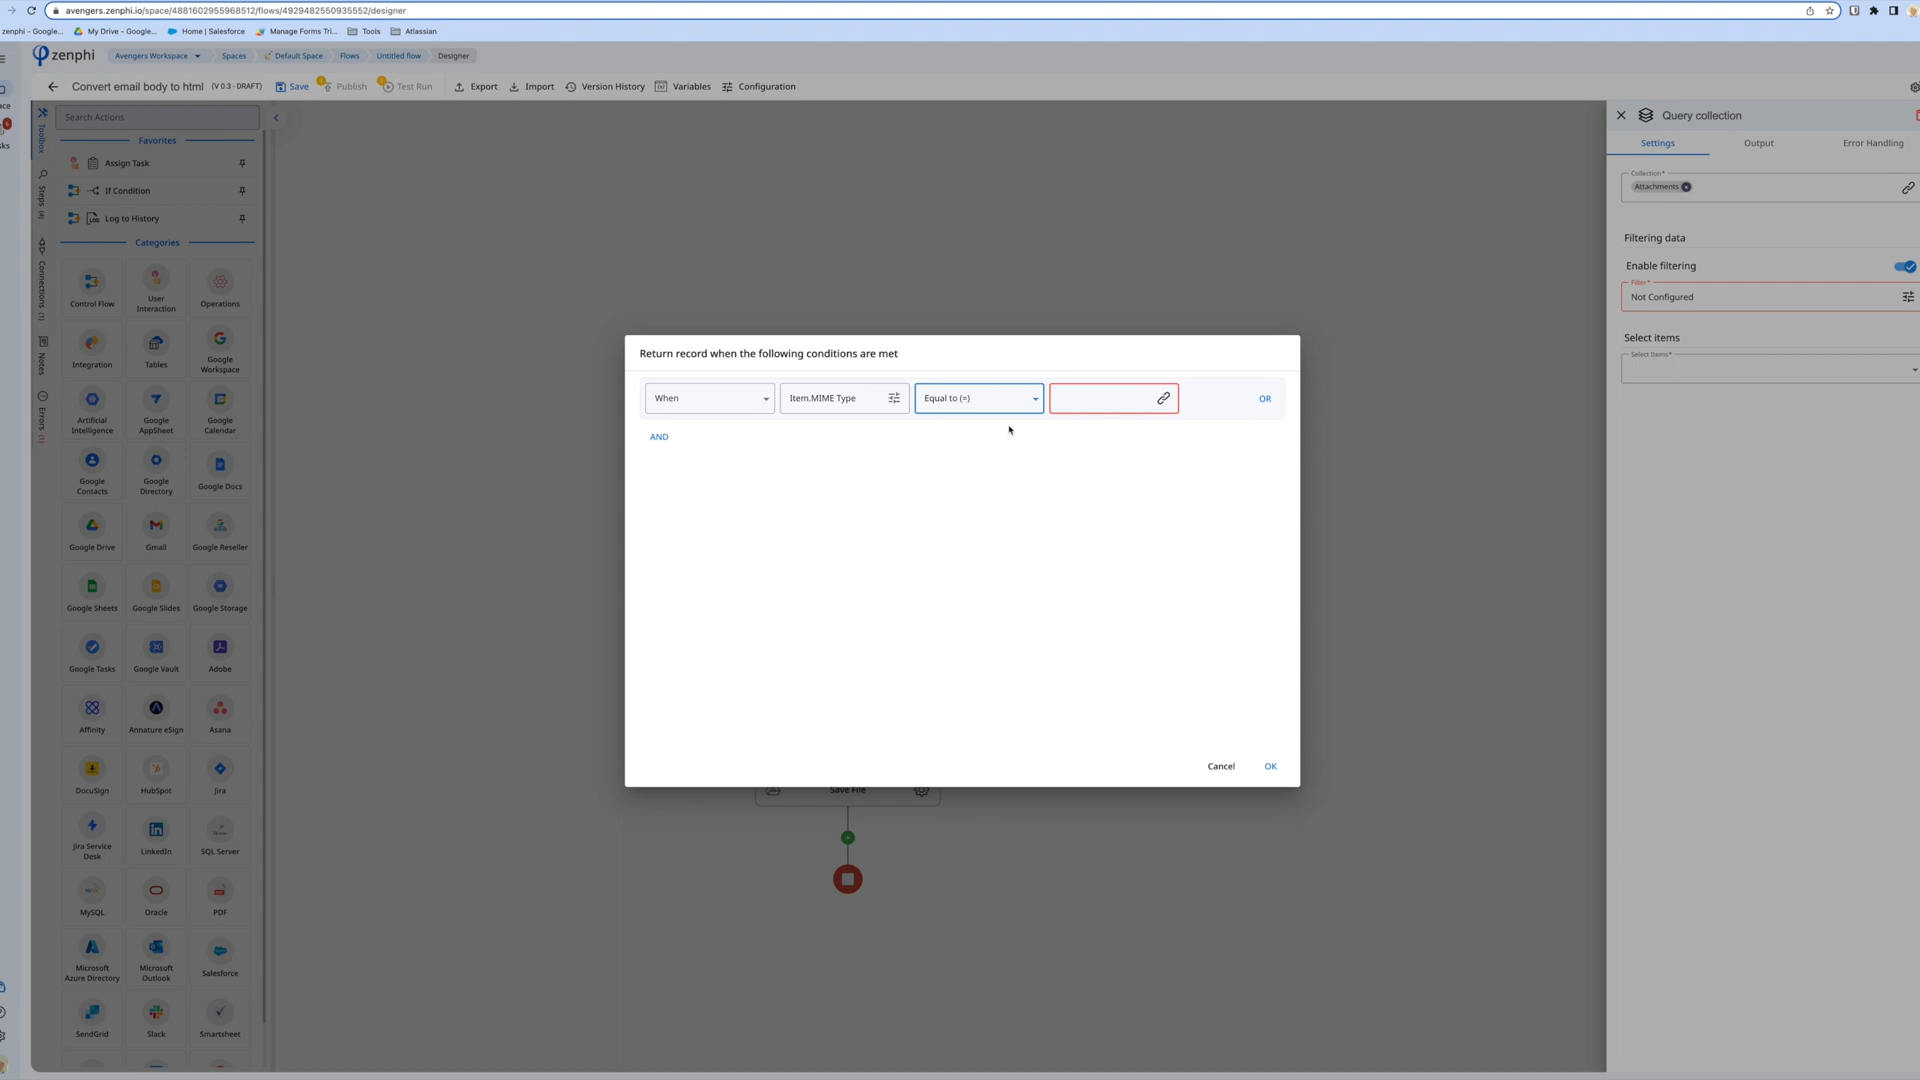 avengers.zenphi.io/space/4881602955968512/flows/4929482550935552/designer
zenphi - Google... My Drive - Google... Home | Salesforce Manage Forms Tri... Tools Atlassian
zenphi Avengers Workspace Spaces Default Space Flows Untitled flow Designer
Convert email body to html (V 0.3 - DRAFT) Save Publish Test Run Export Import Version History Variables Configuration
Search Actions
Favorites
Assign Task
If Condition
Log to History
Categories
Control Flow User Interaction Operations
Integration Tables Google Workspace
Artificial Intelligence Google AppSheet Google Calendar
Google Contacts Google Directory Google Docs
Google Drive Gmail Google Reseller
Google Sheets Google Slides Google Storage
Google Tasks Google Vault Adobe
Affinity Annature eSign Asana
DocuSign HubSpot Jira
Jira Service Desk LinkedIn SQL Server
MySQL Oracle PDF
Microsoft Azure Directory Microsoft Outlook Salesforce
SendGrid Slack Smartsheet
Toolbox
Steps (4)
Connections (1)
Notes
Errors (1)
Return record when the following conditions are met
When Item.MIME Type Equal to (=) OR
AND
Cancel OK
Save File
Query collection
Settings Output Error Handling
Collection*
Attachments
Filtering data
Enable filtering
Filter*
Not Configured
Select items
Select Items*